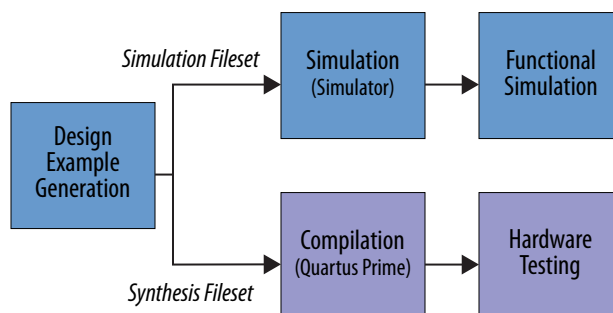 Simulation Fileset
Simulation
(Simulator)
Functional
Simulation
Design
Example
Generation
Compilation
(Quartus Prime)
Hardware
Testing
Synthesis Fileset